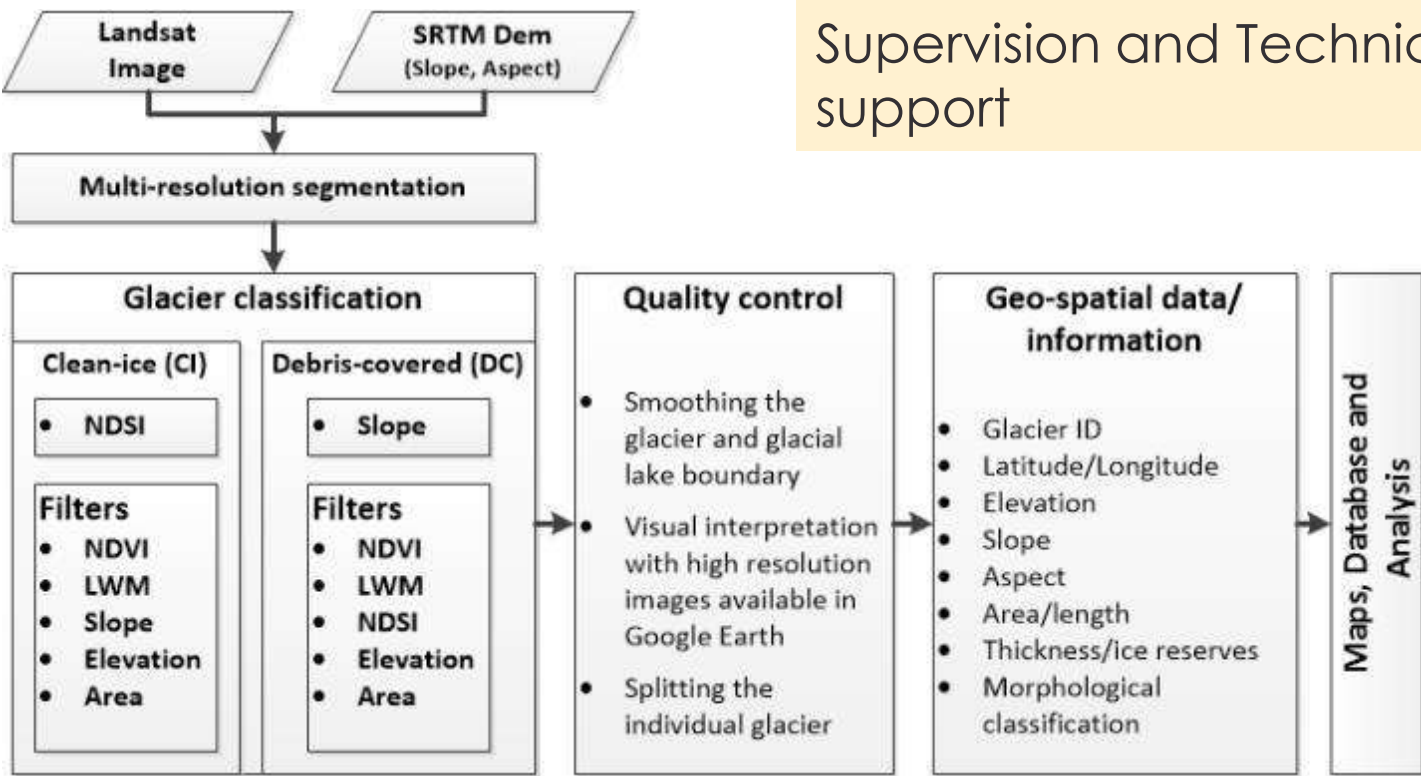 Landsat
Image
SRTM Dem
(Slope, Aspect)
Supervision and Technic
support
Multi-resolution segmentation
Glacier classification
Clean-ice (CI)
• NDSI
Filters
• NDVI
• LWM
• Slope
• Elevation
• Area
Debris-covered (DC)
• Slope
Filters
• NDVI
• LWM
• NDSI
• Elevation
• Area
Quality control
• Smoothing the
glacier and glacial
lake boundary
• Visual interpretation
with high resolution
images available in
Google Earth
• Splitting the
individual glacier
Geo-spatial data/
information
• Glacier ID
• Latitude/Longitude
• Elevation
• Slope
• Aspect
• Area/length
• Thickness/ice reserves
• Morphological
classification
Maps, Database and
Analysis